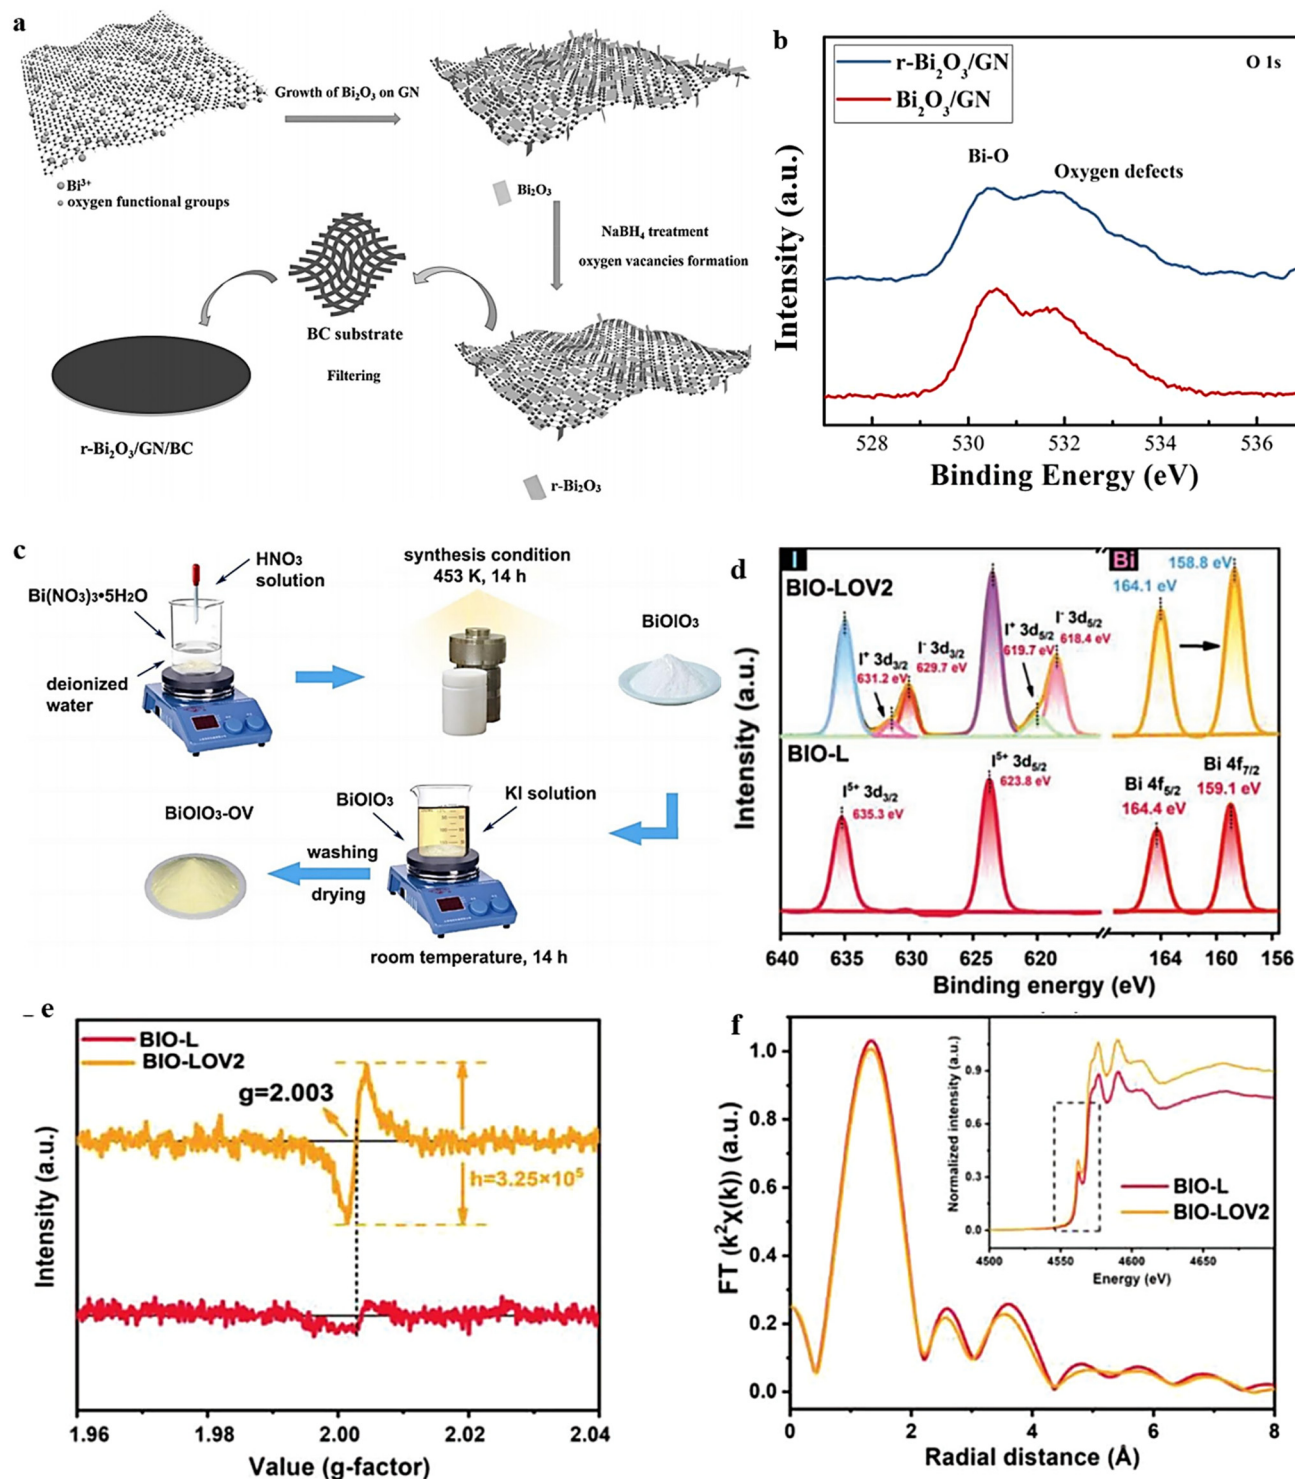 a
Growth of Bi₂O₃ on GN
Bi³⁺
oxygen functional groups
Bi₂O₃
NaBH₄ treatment
oxygen vacancies formation
BC substrate
Filtering
r-Bi₂O₃/GN/BC
r-Bi₂O₃
b
r-Bi₂O₃/GN
Bi₂O₃/GN
O 1s
Bi-O
Oxygen defects
Intensity (a.u.)
528 530 532 534 536
Binding Energy (eV)
c
HNO₃
solution
Bi(NO₃)₃•5H₂O
deionized
water
synthesis condition
453 K, 14 h
BiOIO₃
BiOIO₃
KI solution
BiOIO₃-OV
washing
drying
room temperature, 14 h
d
I
Bi
BIO-LOV2
164.1 eV
158.8 eV
I⁺ 3d₃/₂
631.2 eV
I⁻ 3d₃/₂
629.7 eV
I⁺ 3d₅/₂
619.7 eV
I⁻ 3d₅/₂
618.4 eV
BIO-L
I⁵⁺ 3d₃/₂
635.3 eV
I⁵⁺ 3d₅/₂
623.8 eV
Bi 4f₅/₂
164.4 eV
Bi 4f₇/₂
159.1 eV
Intensity (a.u.)
640 635 630 625 620 164 160 156
Binding energy (eV)
e
BIO-L
BIO-LOV2
g=2.003
h=3.25×10⁵
Intensity (a.u.)
1.96 1.98 2.00 2.02 2.04
Value (g-factor)
f
FT (k²χ(k)) (a.u.)
1.0
0.8
0.6
0.4
0.2
0.0
0 2 4 6 8
Radial distance (Å)
Normalized intensity (a.u.)
0.9
0.6
0.3
0.0
BIO-L
BIO-LOV2
4500 4550 4600 4650
Energy (eV)